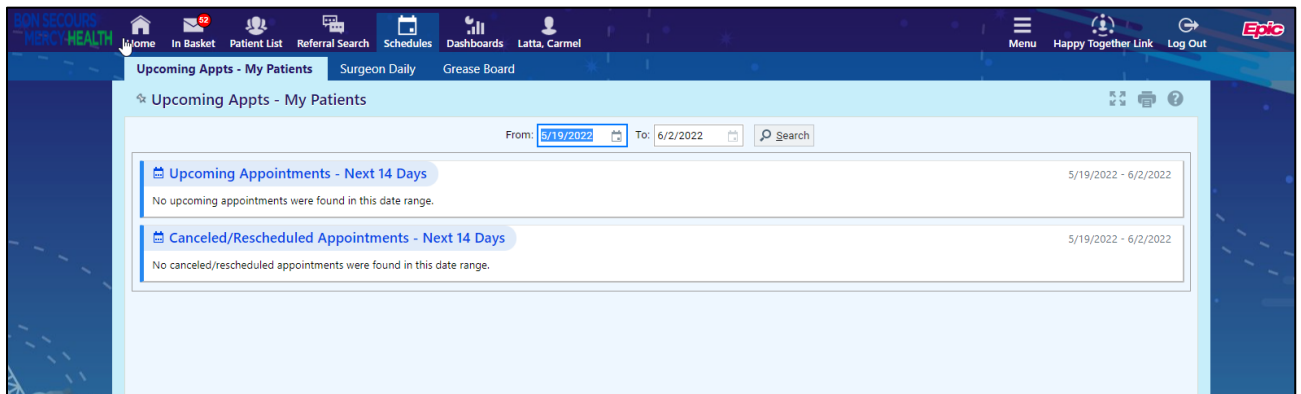 BON SECOURS
MERCY HEALTH
Home In Basket 52 Patient List Referral Search Schedules Dashboards Latta, Carmel Menu Happy Together Link Log Out Epic
Upcoming Appts - My Patients Surgeon Daily Grease Board
Upcoming Appts - My Patients
From: 5/19/2022 To: 6/2/2022 Search
Upcoming Appointments - Next 14 Days 5/19/2022 - 6/2/2022
No upcoming appointments were found in this date range.
Canceled/Rescheduled Appointments - Next 14 Days 5/19/2022 - 6/2/2022
No canceled/rescheduled appointments were found in this date range.